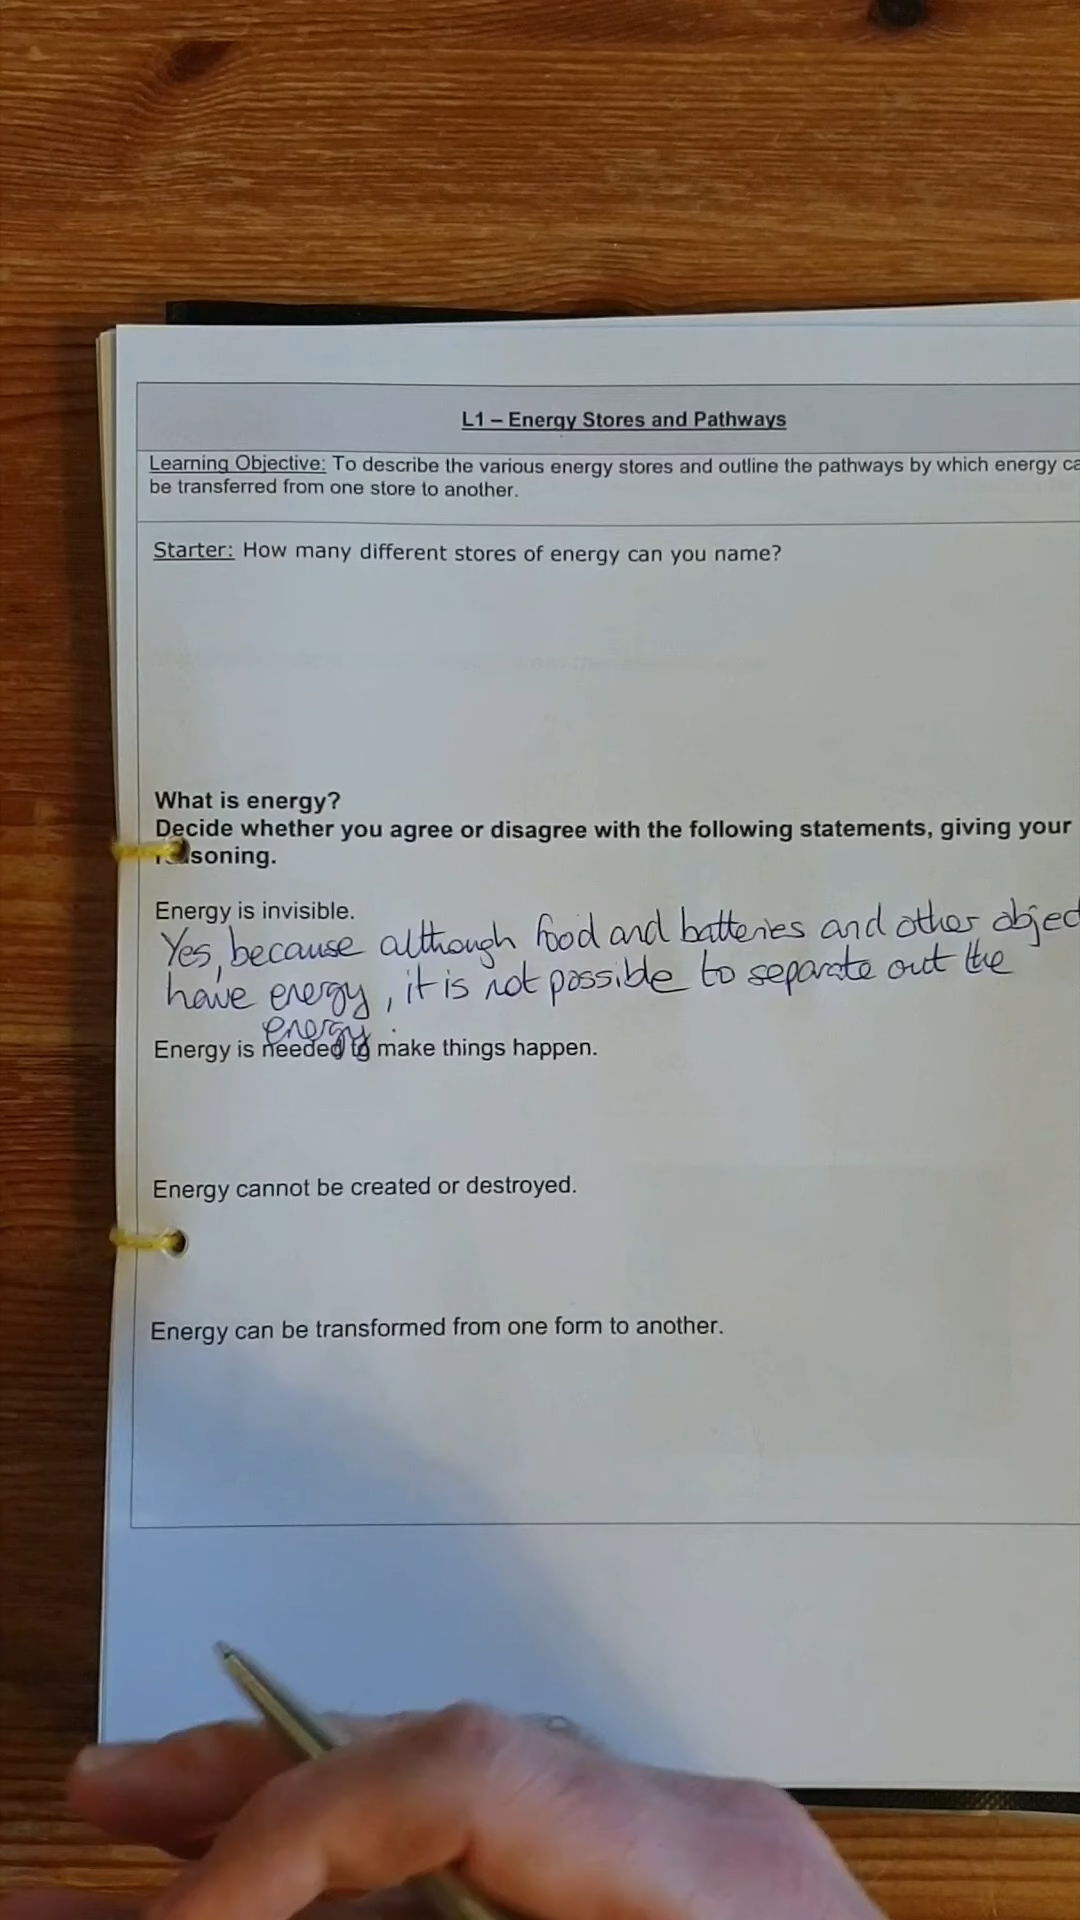 L1 – Energy Stores and Pathways
Learning Objective: To describe the various energy stores and outline the pathways by which energy ca
be transferred from one store to another.
Starter: How many different stores of energy can you name?
What is energy?
Decide whether you agree or disagree with the following statements, giving your
reasoning.
Energy is invisible.
Yes, because although food and batteries and other object
have energy, it is not possible to separate out the
energy.
Energy is needed to make things happen.
Energy cannot be created or destroyed.
Energy can be transformed from one form to another.